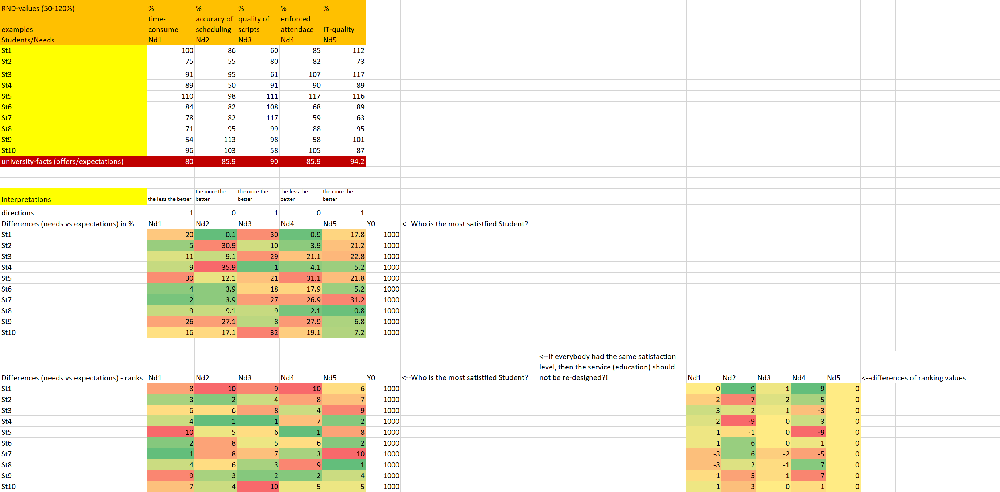 RND-values (50-120%) % % % % %
time- accuracy of quality of enforced
examples consume scheduling scripts attendace IT-quality
Students/Needs Nd1 Nd2 Nd3 Nd4 Nd5
St1 100 86 60 85 112
St2 75 55 80 82 73
St3 91 95 61 107 117
St4 89 50 91 90 89
St5 110 98 111 117 116
St6 84 82 108 68 89
St7 78 82 117 59 63
St8 71 95 99 88 95
St9 54 113 98 58 101
St10 96 103 58 105 87
university-facts (offers/expectations) 80 85.9 90 85.9 94.2
the more the the more the the less the the more the
interpretations the less the better better better better better
directions 1 0 1 0 1
Differences (needs vs expectations) in % Nd1 Nd2 Nd3 Nd4 Nd5 Y0 <--Who is the most satistfied Student?
St1 20 0.1 30 0.9 17.8 1000
St2 5 30.9 10 3.9 21.2 1000
St3 11 9.1 29 21.1 22.8 1000
St4 9 35.9 1 4.1 5.2 1000
St5 30 12.1 21 31.1 21.8 1000
St6 4 3.9 18 17.9 5.2 1000
St7 2 3.9 27 26.9 31.2 1000
St8 9 9.1 9 2.1 0.8 1000
St9 26 27.1 8 27.9 6.8 1000
St10 16 17.1 32 19.1 7.2 1000
<--If everybody had the same satisfaction
level, then the service (education) should
Differences (needs vs expectations) - ranks Nd1 Nd2 Nd3 Nd4 Nd5 Y0 <--Who is the most satistfied Student? not be re-designed?! Nd1 Nd2 Nd3 Nd4 Nd5 <--differences of ranking values
St1 8 10 9 10 6 1000 0 9 1 9 0
St2 3 2 4 8 7 1000 -2 -7 2 5 0
St3 6 6 8 4 9 1000 3 2 1 -3 0
St4 4 1 1 7 2 1000 2 -9 0 3 0
St5 10 5 6 1 8 1000 1 -1 0 -9 0
St6 2 8 5 6 2 1000 1 6 0 1 0
St7 1 8 7 3 10 1000 -3 6 -2 -5 0
St8 4 6 3 9 1 1000 -3 2 -1 7 0
St9 9 3 2 2 4 1000 -1 -5 -1 -7 0
St10 7 4 10 5 5 1000 1 -3 0 -1 0